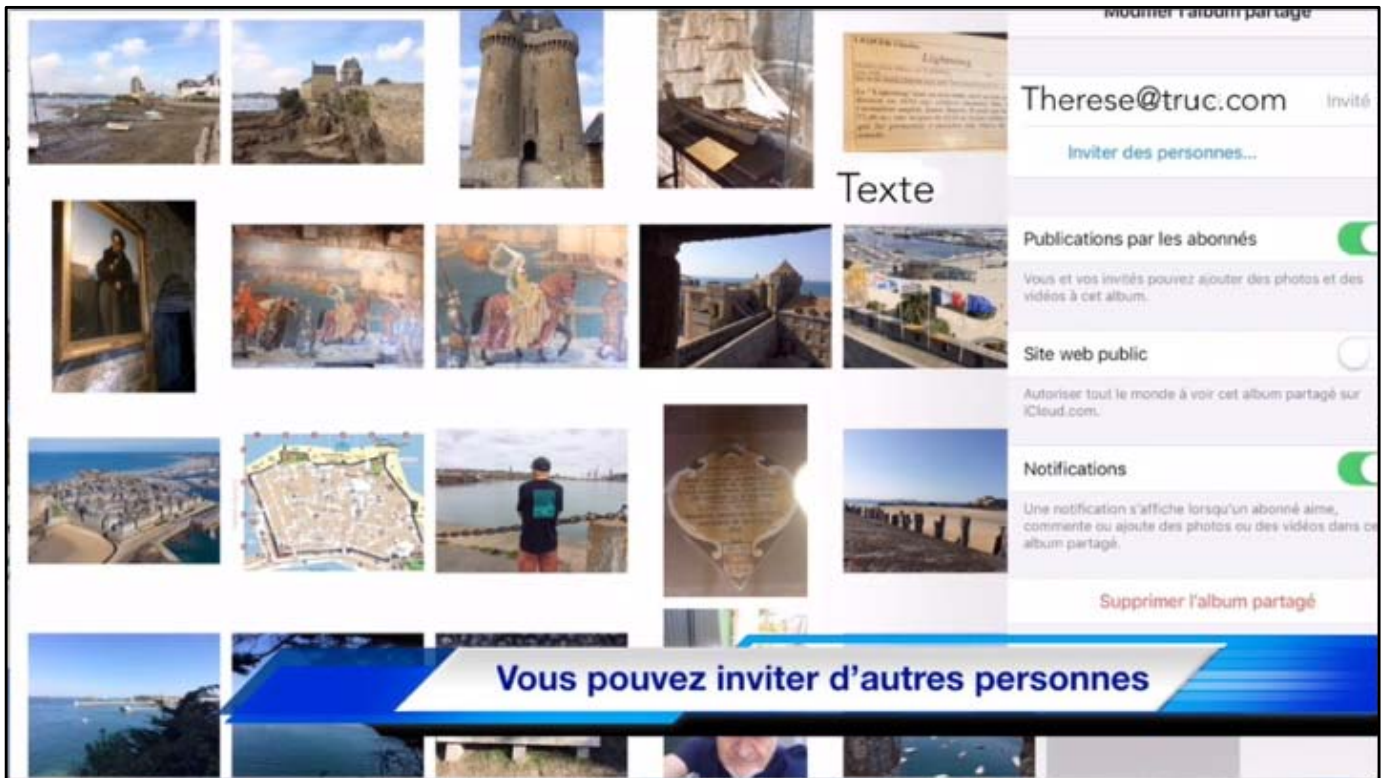 Modifier l'album partagé
Lightning
Therese@truc.com Invité
Inviter des personnes...
Texte
Publications par les abonnés
Vous et vos invités pouvez ajouter des photos et des
vidéos à cet album.
Site web public
Autoriser tout le monde à voir cet album partagé sur
iCloud.com.
Notifications
Une notification s'affiche lorsqu'un abonné aime,
commente ou ajoute des photos ou des vidéos dans ce
album partagé.
Supprimer l'album partagé
Vous pouvez inviter d'autres personnes